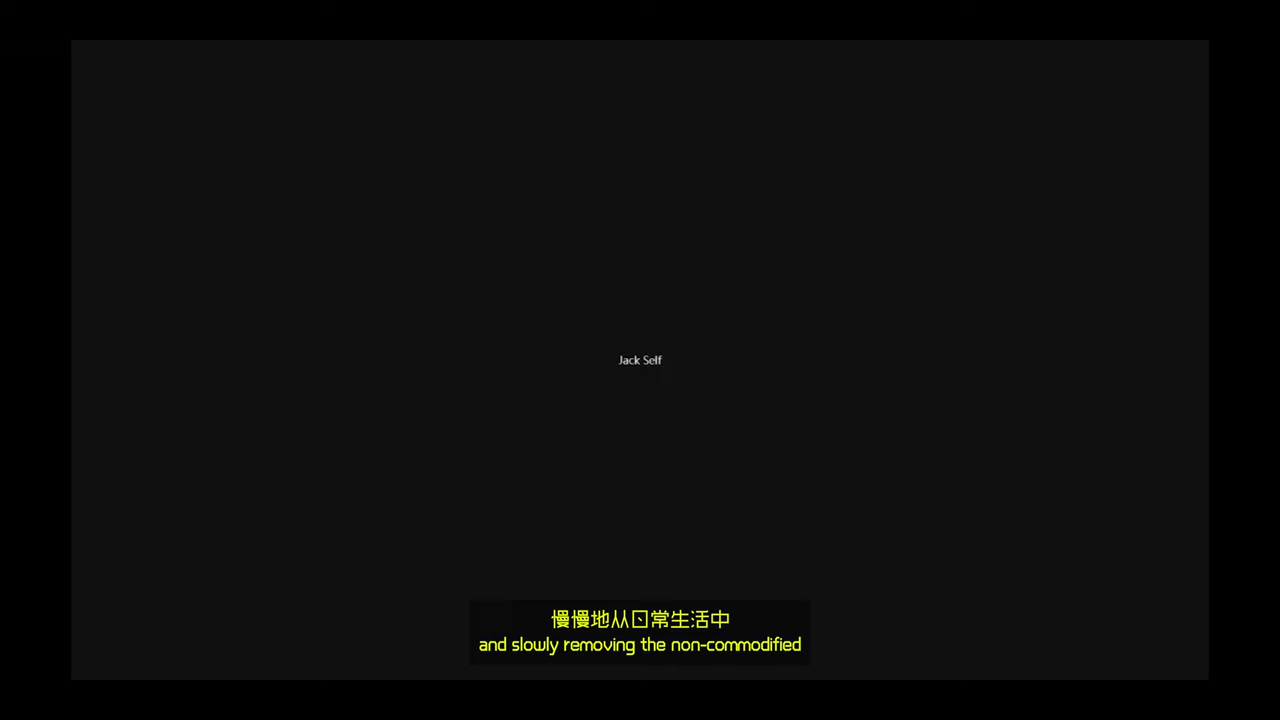 Jack Self
慢慢地从日常生活中
and slowly removing the non-commodified